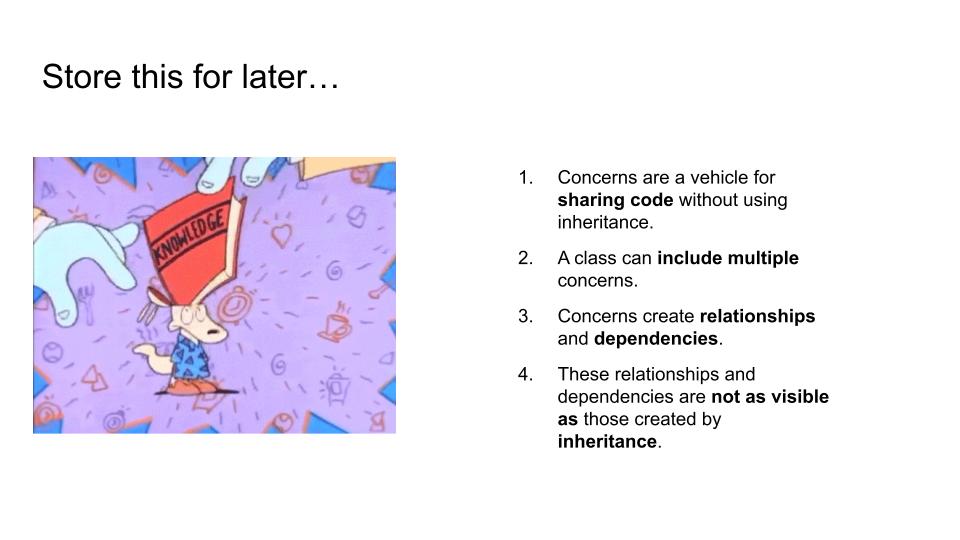 Store this for later…
KNOWLEDGE
1. Concerns are a vehicle for
sharing code without using
inheritance.
2. A class can include multiple
concerns.
3. Concerns create relationships
and dependencies.
4. These relationships and
dependencies are not as visible
as those created by
inheritance.